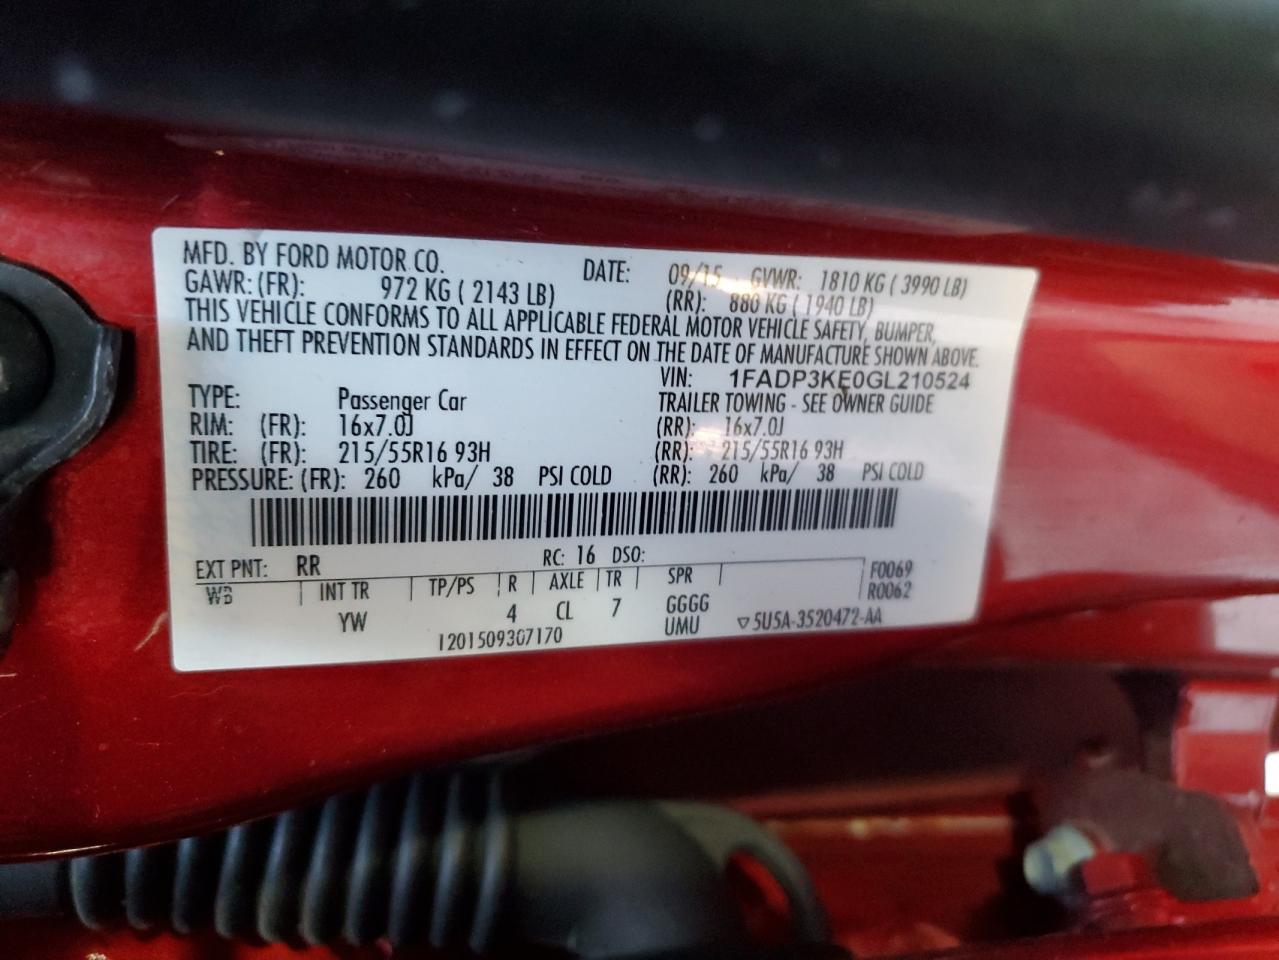 MFD. BY FORD MOTOR CO. DATE: 09/15 GVWR: 1810 KG ( 3990 LB)
GAWR: (FR): 972 KG ( 2143 LB) (RR): 880 KG ( 1940 LB)
THIS VEHICLE CONFORMS TO ALL APPLICABLE FEDERAL MOTOR VEHICLE SAFETY, BUMPER,
AND THEFT PREVENTION STANDARDS IN EFFECT ON THE DATE OF MANUFACTURE SHOWN ABOVE.
VIN: 1FADP3KE0GL210524
TYPE: Passenger Car TRAILER TOWING - SEE OWNER GUIDE
RIM: (FR): 16x7.0J (RR): 16x7.0J
TIRE: (FR): 215/55R16 93H (RR): 215/55R16 93H
PRESSURE: (FR): 260 kPa/ 38 PSI COLD (RR): 260 kPa/ 38 PSI COLD
EXT PNT: RR RC: 16 DSO: F0069
WB INT TR TP/PS R AXLE TR SPR R0062
YW 4 CL 7 GGGG
1201509307170 UMU ▽5U5A-3520472-AA